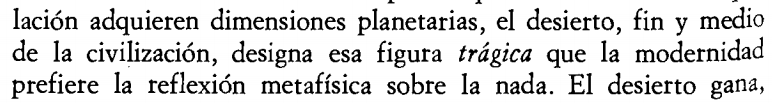 lación adquieren dimensiones planetarias, el desierto, fin y medio
de la civilización, designa esa figura trágica que la modernidad
prefiere la reflexión metafísica sobre la nada. El desierto gana,